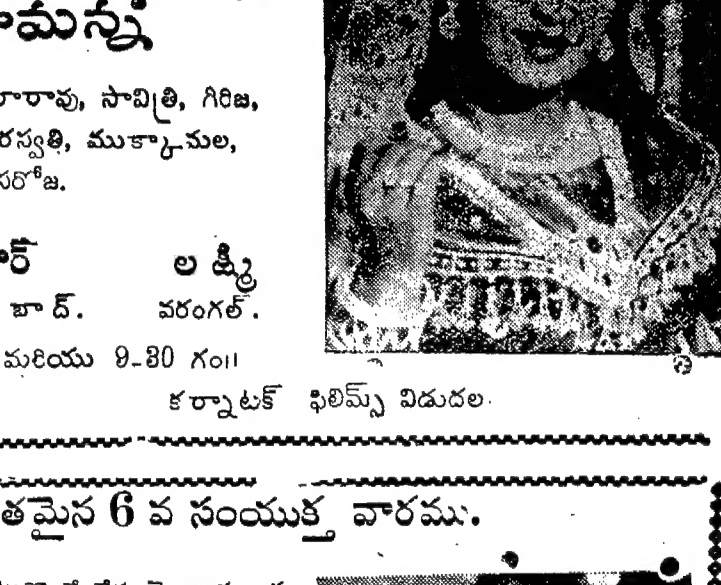 ామన్న
ారావు, సావిత్రి, గిరిజ,
రస్వతి, ముక్కామల,
సరోజ.
ర్ లక్ష్మి
బాద్. వరంగల్.
మరియు 9-30 గం॥
కర్నాటక్ ఫిలిమ్స్ విడుదల.
తమైన 6 వ సంయుక్త వారము.